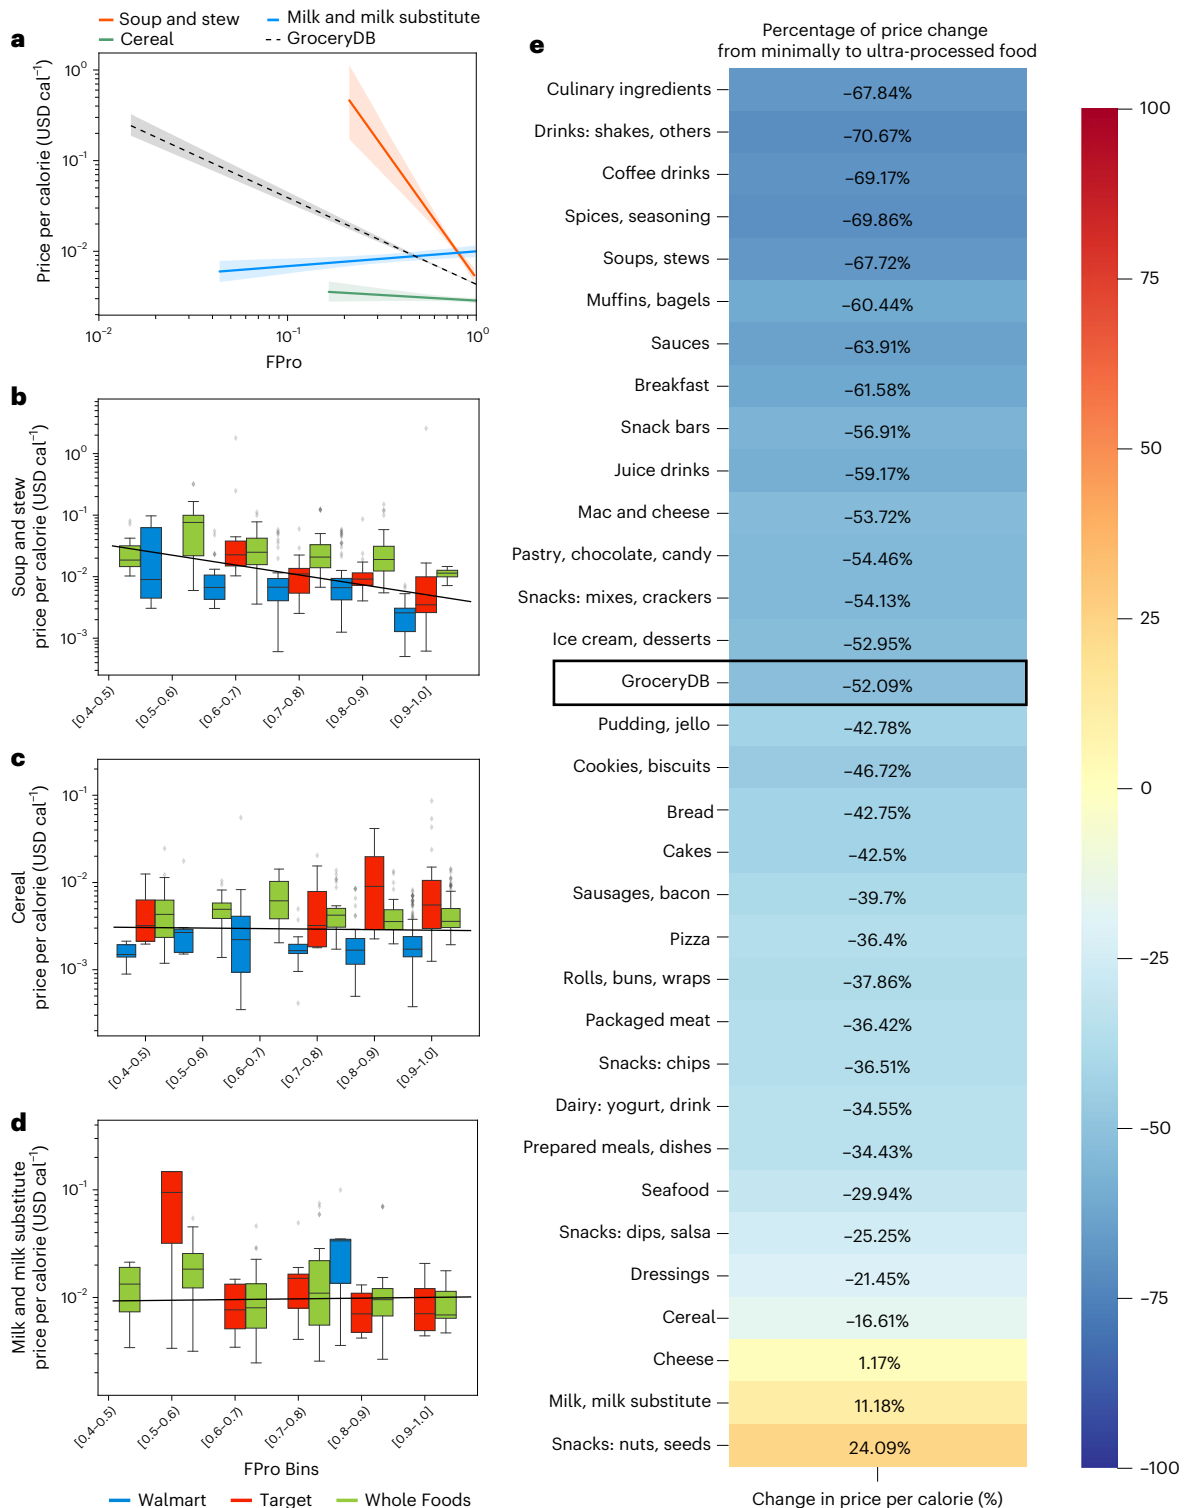 a
Soup and stew
Milk and milk substitute
Cereal
GroceryDB
Price per calorie (USD cal⁻¹)
10⁰
10⁻¹
10⁻²
10⁻²
10⁻¹
10⁰
FPro
b
Soup and stew
price per calorie (USD cal⁻¹)
10⁰
10⁻¹
10⁻²
10⁻³
[0.4–0.5)
[0.5–0.6)
[0.6–0.7)
[0.7–0.8)
[0.8–0.9)
[0.9–1.0]
c
Cereal
price per calorie (USD cal⁻¹)
10⁻¹
10⁻²
10⁻³
[0.4–0.5)
[0.5–0.6)
[0.6–0.7)
[0.7–0.8)
[0.8–0.9)
[0.9–1.0]
d
Milk and milk substitute
price per calorie (USD cal⁻¹)
10⁻¹
10⁻²
[0.4–0.5)
[0.5–0.6)
[0.6–0.7)
[0.7–0.8)
[0.8–0.9)
[0.9–1.0]
FPro Bins
Walmart
Target
Whole Foods
e
Percentage of price change
from minimally to ultra-processed food
Culinary ingredients –67.84%
Drinks: shakes, others –70.67%
Coffee drinks –69.17%
Spices, seasoning –69.86%
Soups, stews –67.72%
Muffins, bagels –60.44%
Sauces –63.91%
Breakfast –61.58%
Snack bars –56.91%
Juice drinks –59.17%
Mac and cheese –53.72%
Pastry, chocolate, candy –54.46%
Snacks: mixes, crackers –54.13%
Ice cream, desserts –52.95%
GroceryDB –52.09%
Pudding, jello –42.78%
Cookies, biscuits –46.72%
Bread –42.75%
Cakes –42.5%
Sausages, bacon –39.7%
Pizza –36.4%
Rolls, buns, wraps –37.86%
Packaged meat –36.42%
Snacks: chips –36.51%
Dairy: yogurt, drink –34.55%
Prepared meals, dishes –34.43%
Seafood –29.94%
Snacks: dips, salsa –25.25%
Dressings –21.45%
Cereal –16.61%
Cheese 1.17%
Milk, milk substitute 11.18%
Snacks: nuts, seeds 24.09%
Change in price per calorie (%)
100
75
50
25
0
–25
–50
–75
–100